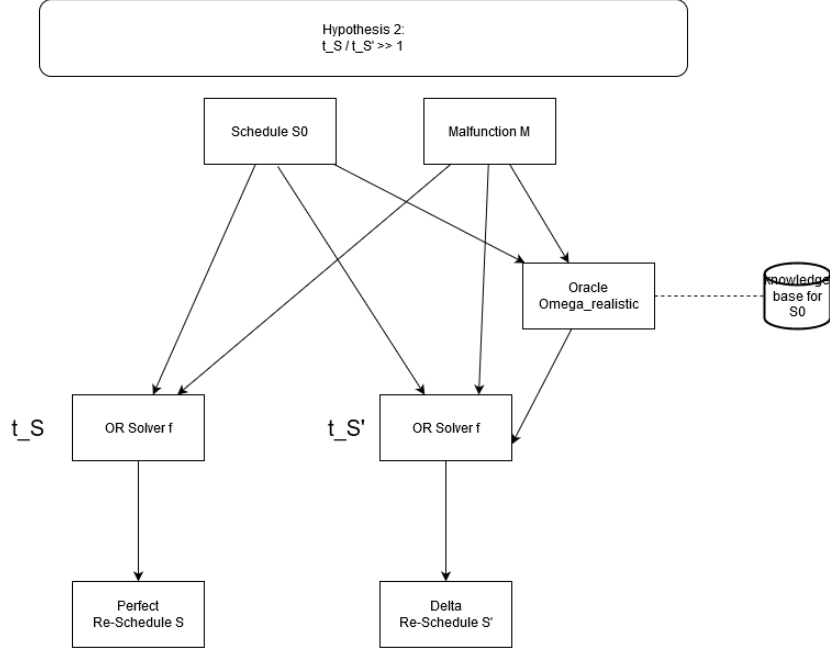 Hypothesis 2:
t_S / t_S' >> 1
Schedule S0
Malfunction M
Oracle
Omega_realistic
knowledge
base for
S0
t_S
OR Solver f
t_S'
OR Solver f
Perfect
Re-Schedule S
Delta
Re-Schedule S'